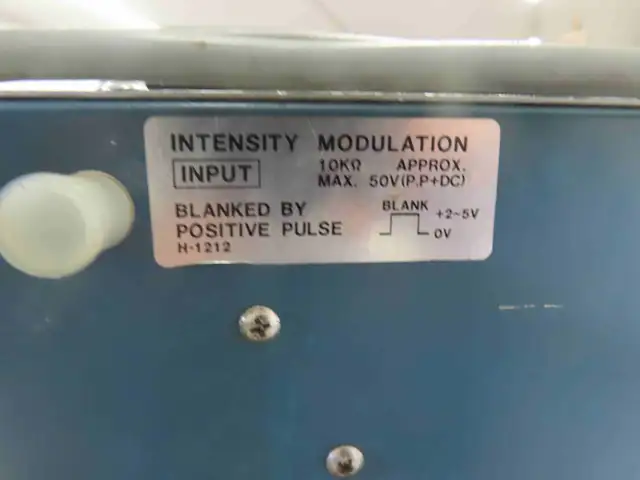 INTENSITY MODULATION
INPUT
10KΩ APPROX.
MAX. 50V(P.P+DC)
BLANKED BY
POSITIVE PULSE
H-1212
BLANK
+2~5V
0V